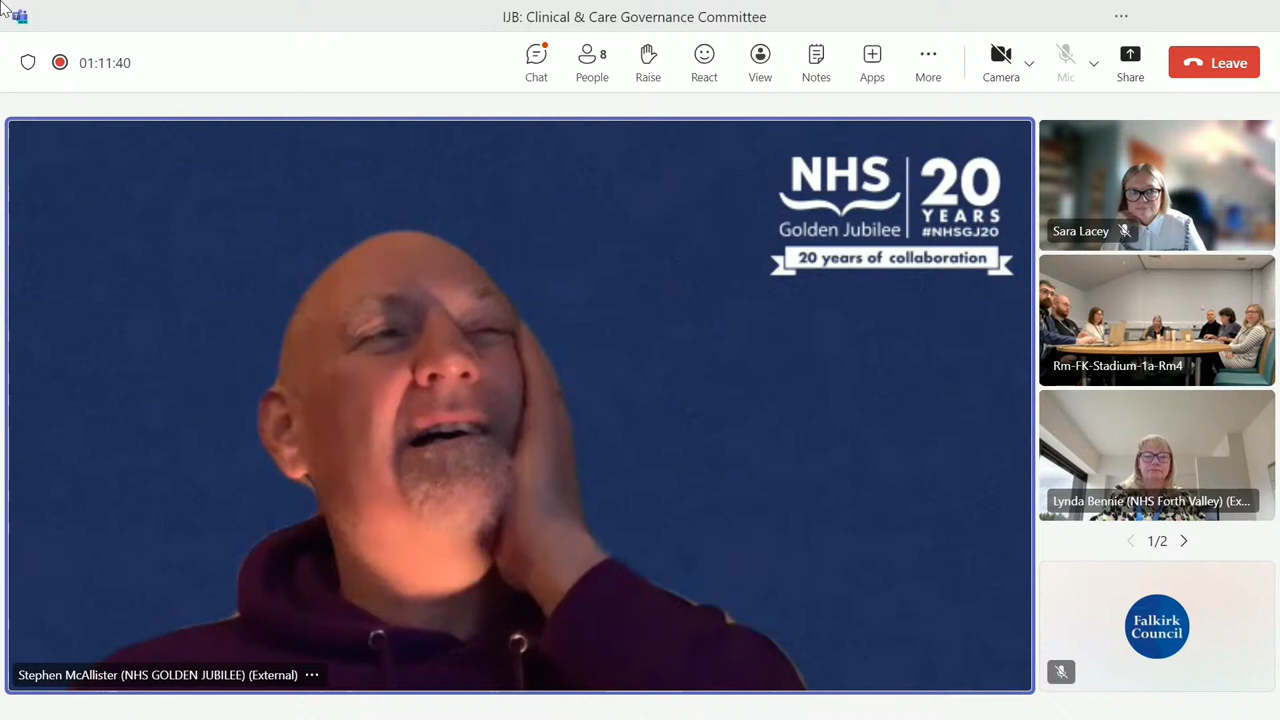 IJB: Clinical & Care Governance Committee
01:11:40
Chat
8
People
Raise
React
View
Notes
Apps
More
Camera
Mic
Share
Leave
NHS
Golden Jubilee
20
YEARS
#NHSGJ20
20 years of collaboration
Sara Lacey
Rm-FK-Stadium-1a-Rm4
Lynda Bennie (NHS Forth Valley) (Ex...
1/2
Falkirk
Council
Stephen McAllister (NHS GOLDEN JUBILEE) (External)